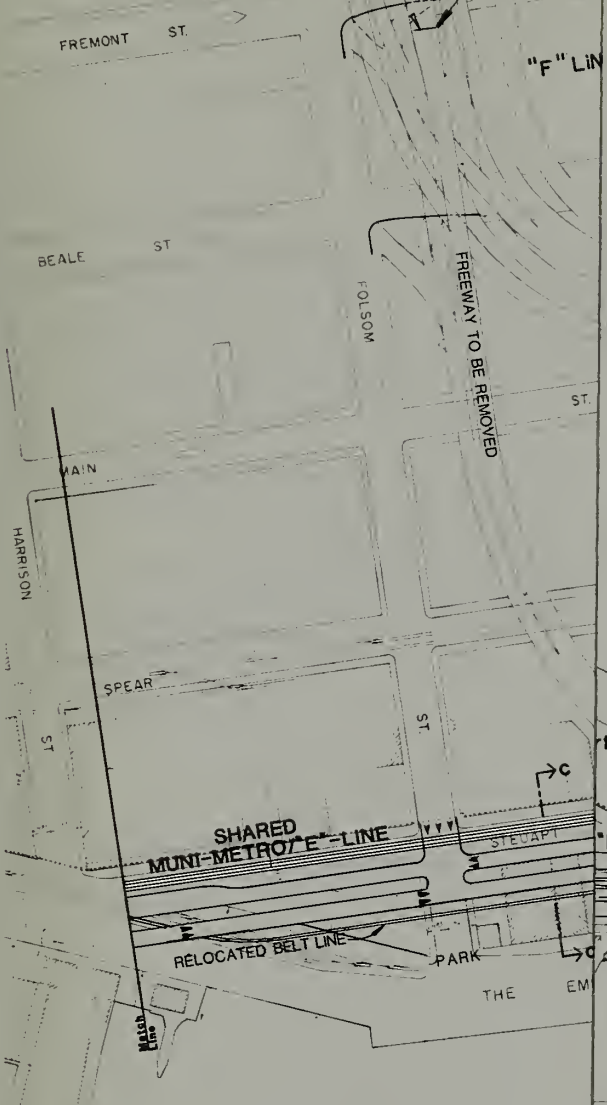 FREMONT ST.
"F" LIN
BEALE ST
FOLSOM
FREEWAY TO BE REMOVED
ST.
MAIN
HARRISON
SPEAR
ST
ST
C
SHARED
MUNI-METRO/"E"-LINE
STEUART
RELOCATED BELT LINE
PARK
C
THE EM
Match
Line